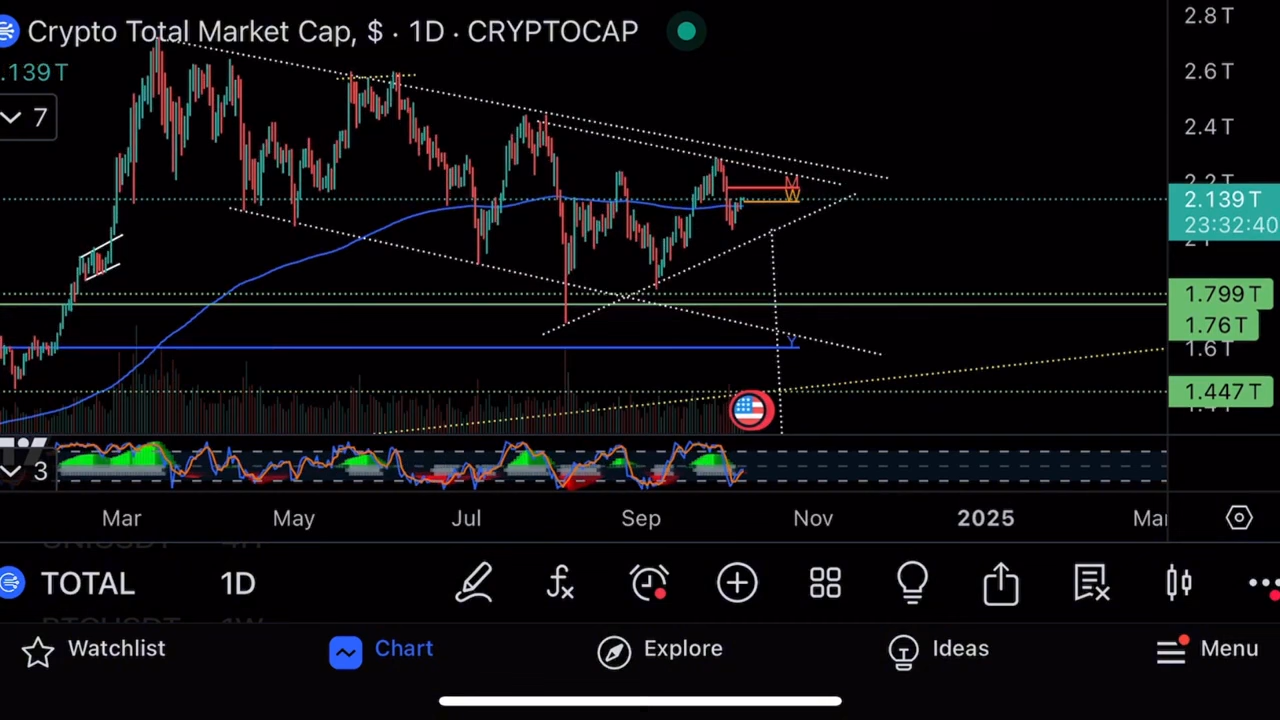 Crypto Total Market Cap, $ · 1D · CRYPTOCAP
.139 T
7
2.8 T
2.6 T
2.4 T
2.2 T
2.139 T
23:32:40
M
W
1.799 T
1.76 T
Y
1.6 T
1.447 T
3
Mar
May
Jul
Sep
Nov
2025
Mar
TOTAL
1D
Watchlist
Chart
Explore
Ideas
Menu